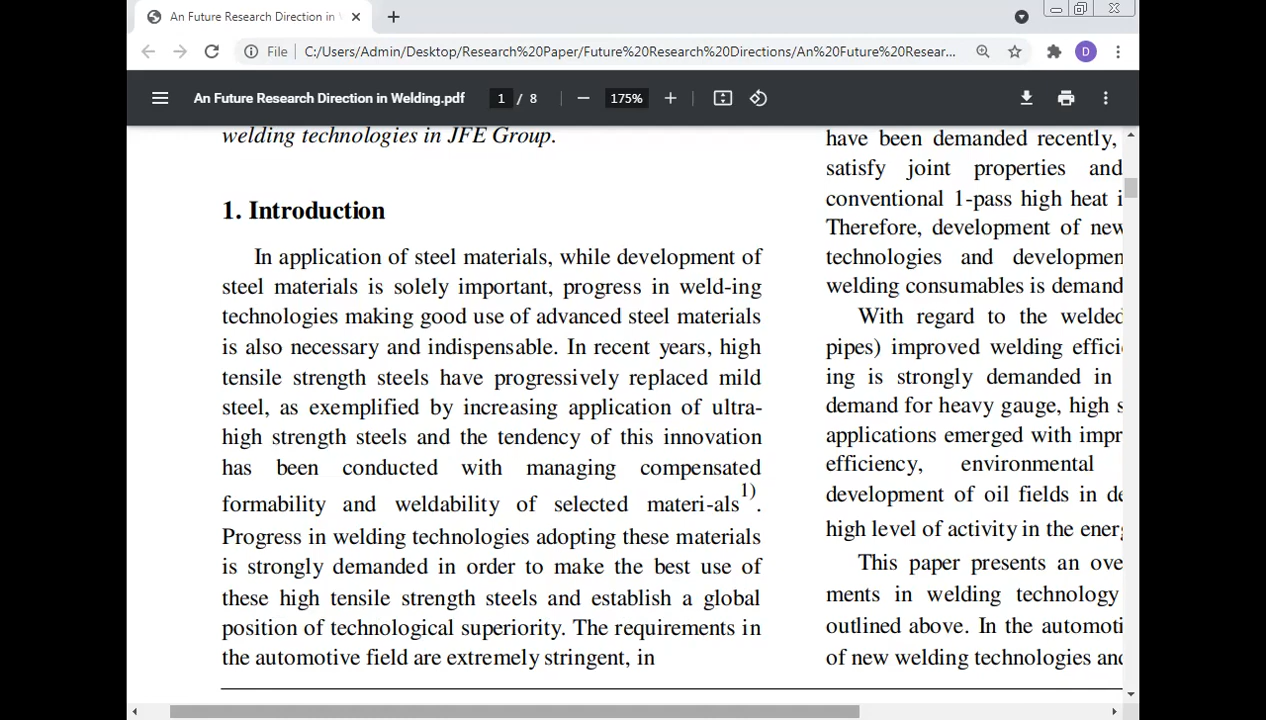 An Future Research Direction in
File
C:/Users/Admin/Desktop/Research%20Paper/Future%20Research%20Directions/An%20Future%20Resear...
D
An Future Research Direction in Welding.pdf
1 / 8
175%
welding technologies in JFE Group.
1. Introduction
In application of steel materials, while development of
steel materials is solely important, progress in weld-ing
technologies making good use of advanced steel materials
is also necessary and indispensable. In recent years, high
tensile strength steels have progressively replaced mild
steel, as exemplified by increasing application of ultra-
high strength steels and the tendency of this innovation
has been conducted with managing compensated
formability and weldability of selected materi-als1).
Progress in welding technologies adopting these materials
is strongly demanded in order to make the best use of
these high tensile strength steels and establish a global
position of technological superiority. The requirements in
the automotive field are extremely stringent, in
have been demanded recently,
satisfy joint properties and
conventional 1-pass high heat i
Therefore, development of new
technologies and developmen
welding consumables is demand
With regard to the welded
pipes) improved welding effici
ing is strongly demanded in
demand for heavy gauge, high s
applications emerged with impr
efficiency, environmental
development of oil fields in de
high level of activity in the energ
This paper presents an ove
ments in welding technology
outlined above. In the automoti
of new welding technologies and